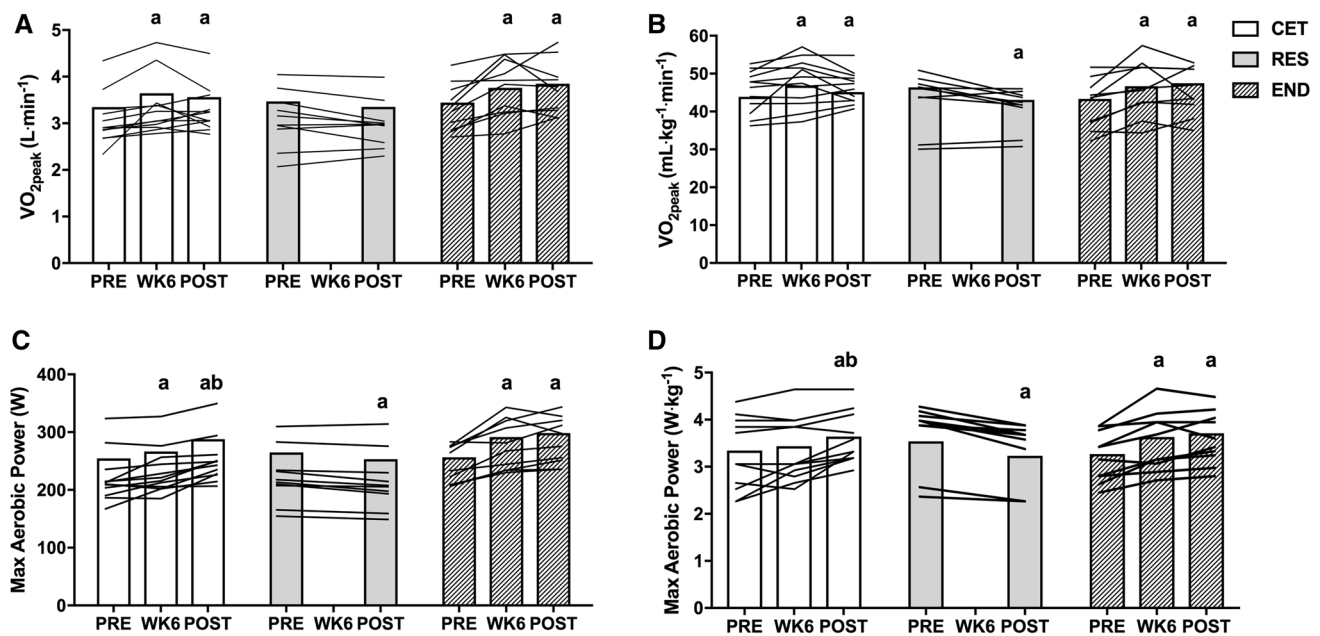 A
VO2peak (L·min-1)
5
4
3
2
1
0
a a a a
PRE WK6 POST PRE WK6 POST PRE WK6 POST
B
VO2peak (mL·kg-1·min-1)
60
50
40
30
20
10
0
a a a a a
PRE WK6 POST PRE WK6 POST PRE WK6 POST
CET
RES
END
C
Max Aerobic Power (W)
400
300
200
100
0
a ab a a a
PRE WK6 POST PRE WK6 POST PRE WK6 POST
D
Max Aerobic Power (W·kg-1)
5
4
3
2
1
0
ab a a a
PRE WK6 POST PRE WK6 POST PRE WK6 POST